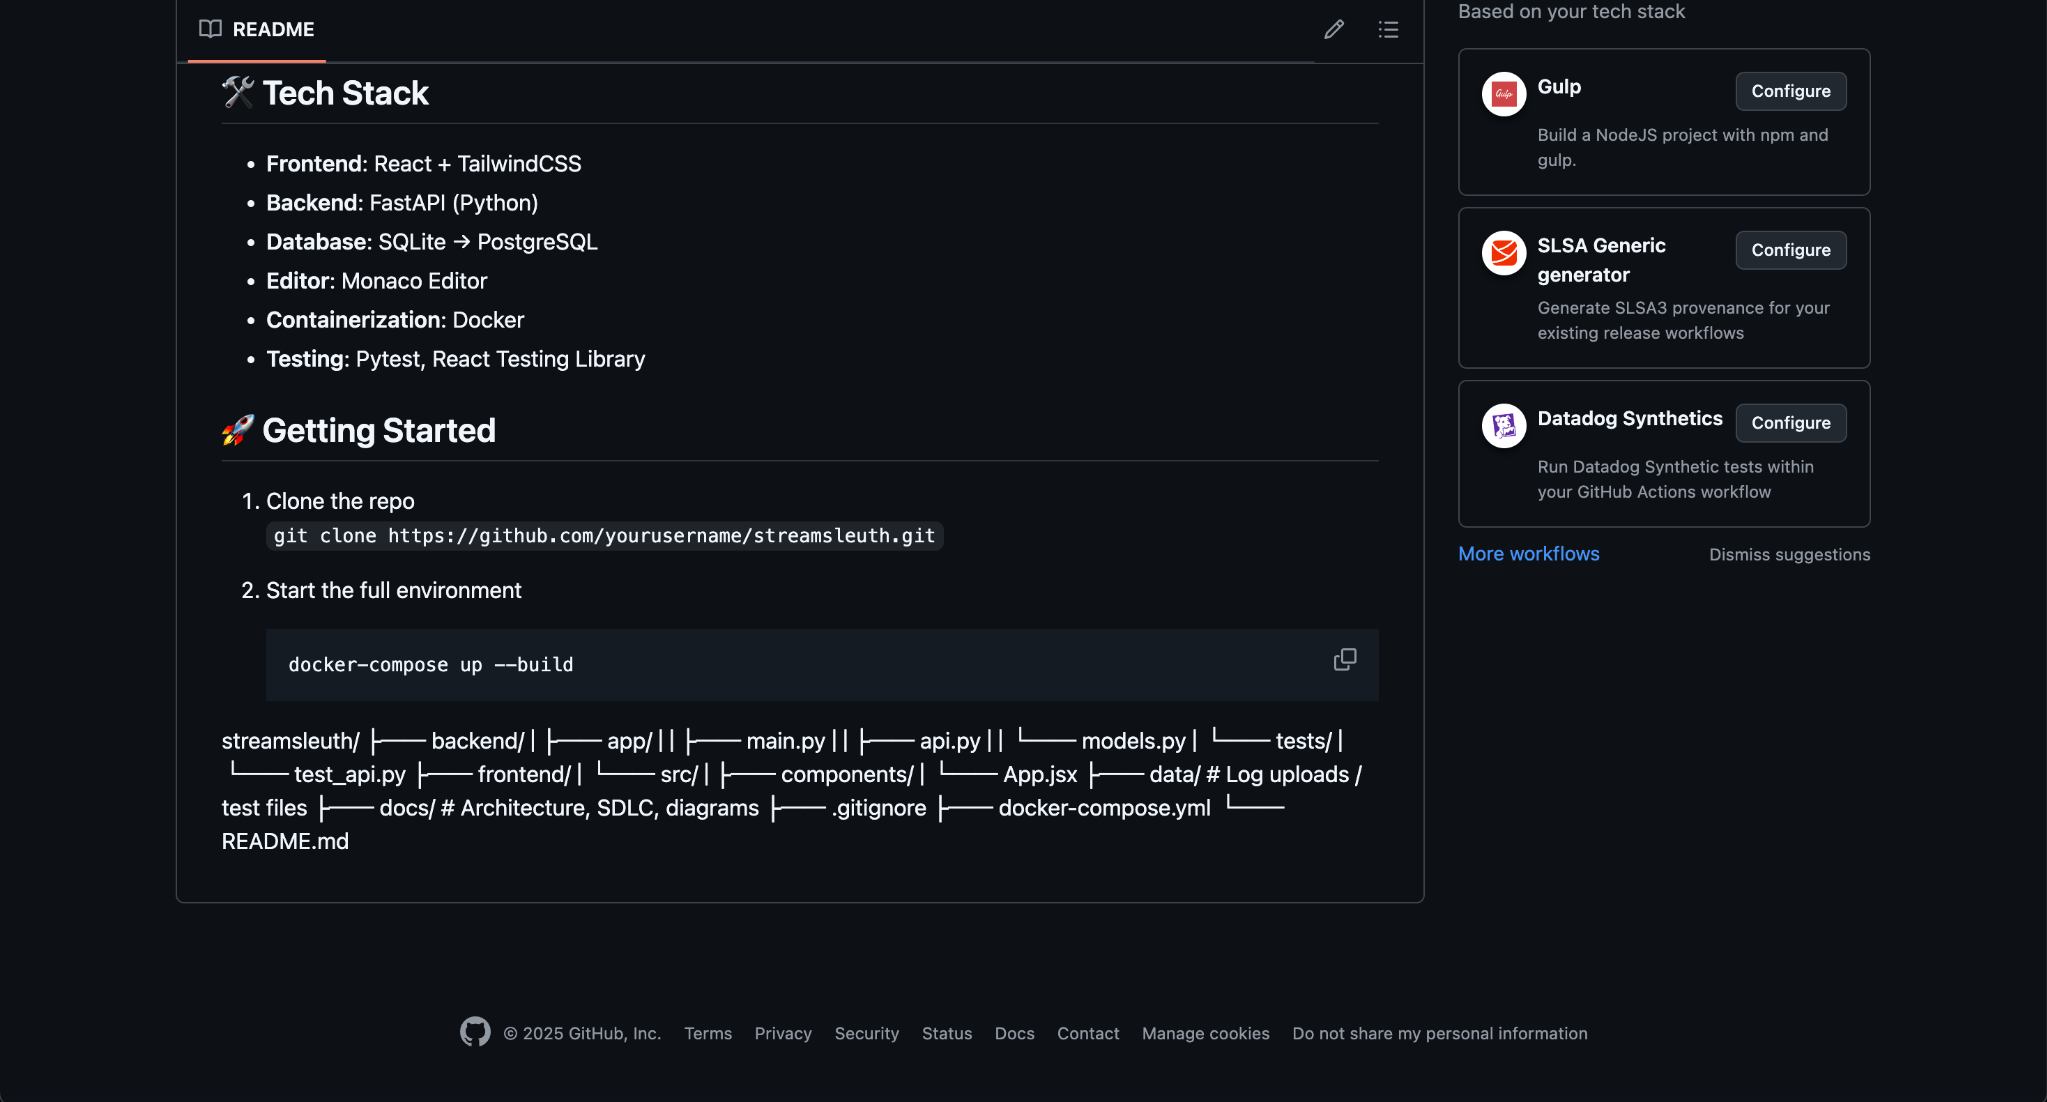 README
🛠️ Tech Stack
• Frontend: React + TailwindCSS
• Backend: FastAPI (Python)
• Database: SQLite → PostgreSQL
• Editor: Monaco Editor
• Containerization: Docker
• Testing: Pytest, React Testing Library
🚀 Getting Started
1. Clone the repo
git clone https://github.com/yourusername/streamsleuth.git
2. Start the full environment
docker-compose up --build
streamsleuth/ ├── backend/ │ ├── app/ │ │ ├── main.py │ │ ├── api.py │ │ └── models.py │ └── tests/ │
└── test_api.py ├── frontend/ │ └── src/ │ ├── components/ │ └── App.jsx ├── data/ # Log uploads /
test files ├── docs/ # Architecture, SDLC, diagrams ├── .gitignore ├── docker-compose.yml └──
README.md
Based on your tech stack
Gulp
Gulp
Configure
Build a NodeJS project with npm and
gulp.
SLSA Generic
generator
Configure
Generate SLSA3 provenance for your
existing release workflows
Datadog Synthetics
Configure
Run Datadog Synthetic tests within
your GitHub Actions workflow
More workflows
Dismiss suggestions
© 2025 GitHub, Inc. Terms Privacy Security Status Docs Contact Manage cookies Do not share my personal information